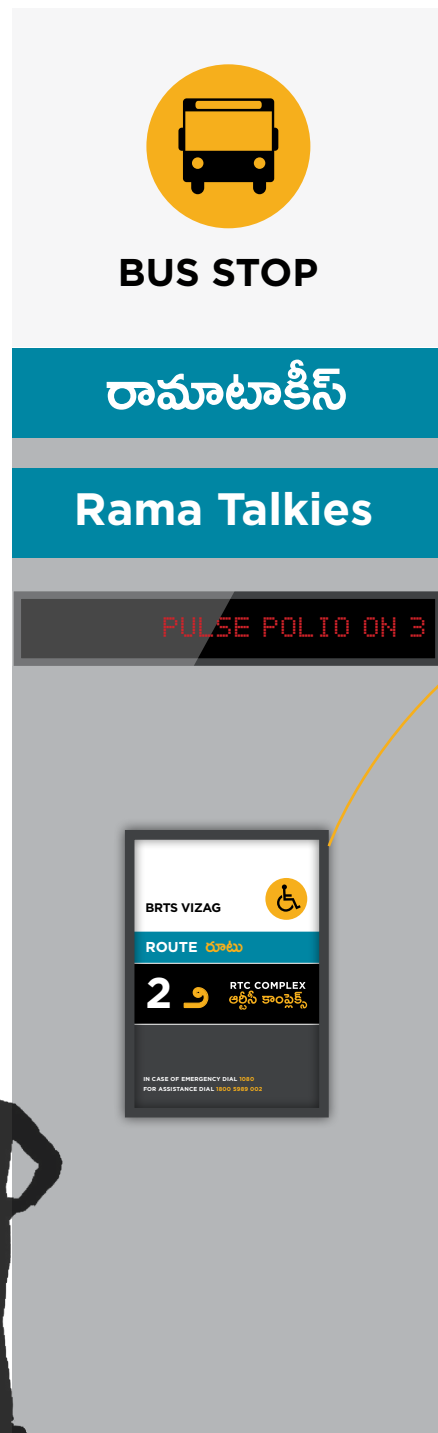 BUS STOP
రామాటాకీస్
Rama Talkies
PULSE POLIO ON 3
BRTS VIZAG
ROUTE రూటు
2 ౨ RTC COMPLEX
ఆర్టీసీ కాంప్లెక్స్
IN CASE OF EMERGENCY DIAL 1080
FOR ASSISTANCE DIAL 1800 5989 002